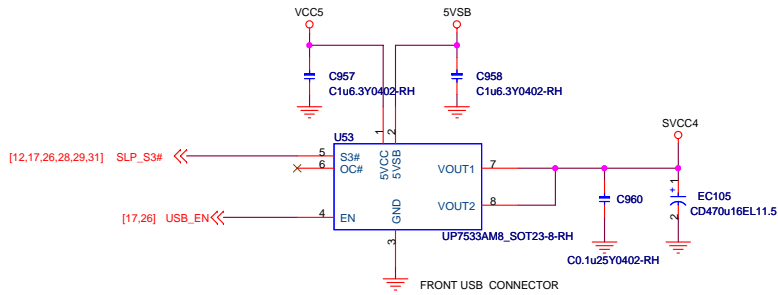 VCC5
5VSB
C957
C1u6.3Y0402-RH
C958
C1u6.3Y0402-RH
SVCC4
U53
1
2
[12,17,26,28,29,31] SLP_S3#
5
S3#
6
OC#
5VCC
5VSB
VOUT1
7
1
+
C960
EC105
CD470u16EL11.5
[17,26] USB_EN
4
EN
GND
VOUT2
8
2
3
UP7533AM8_SOT23-8-RH
C0.1u25Y0402-RH
FRONT USB CONNECTOR